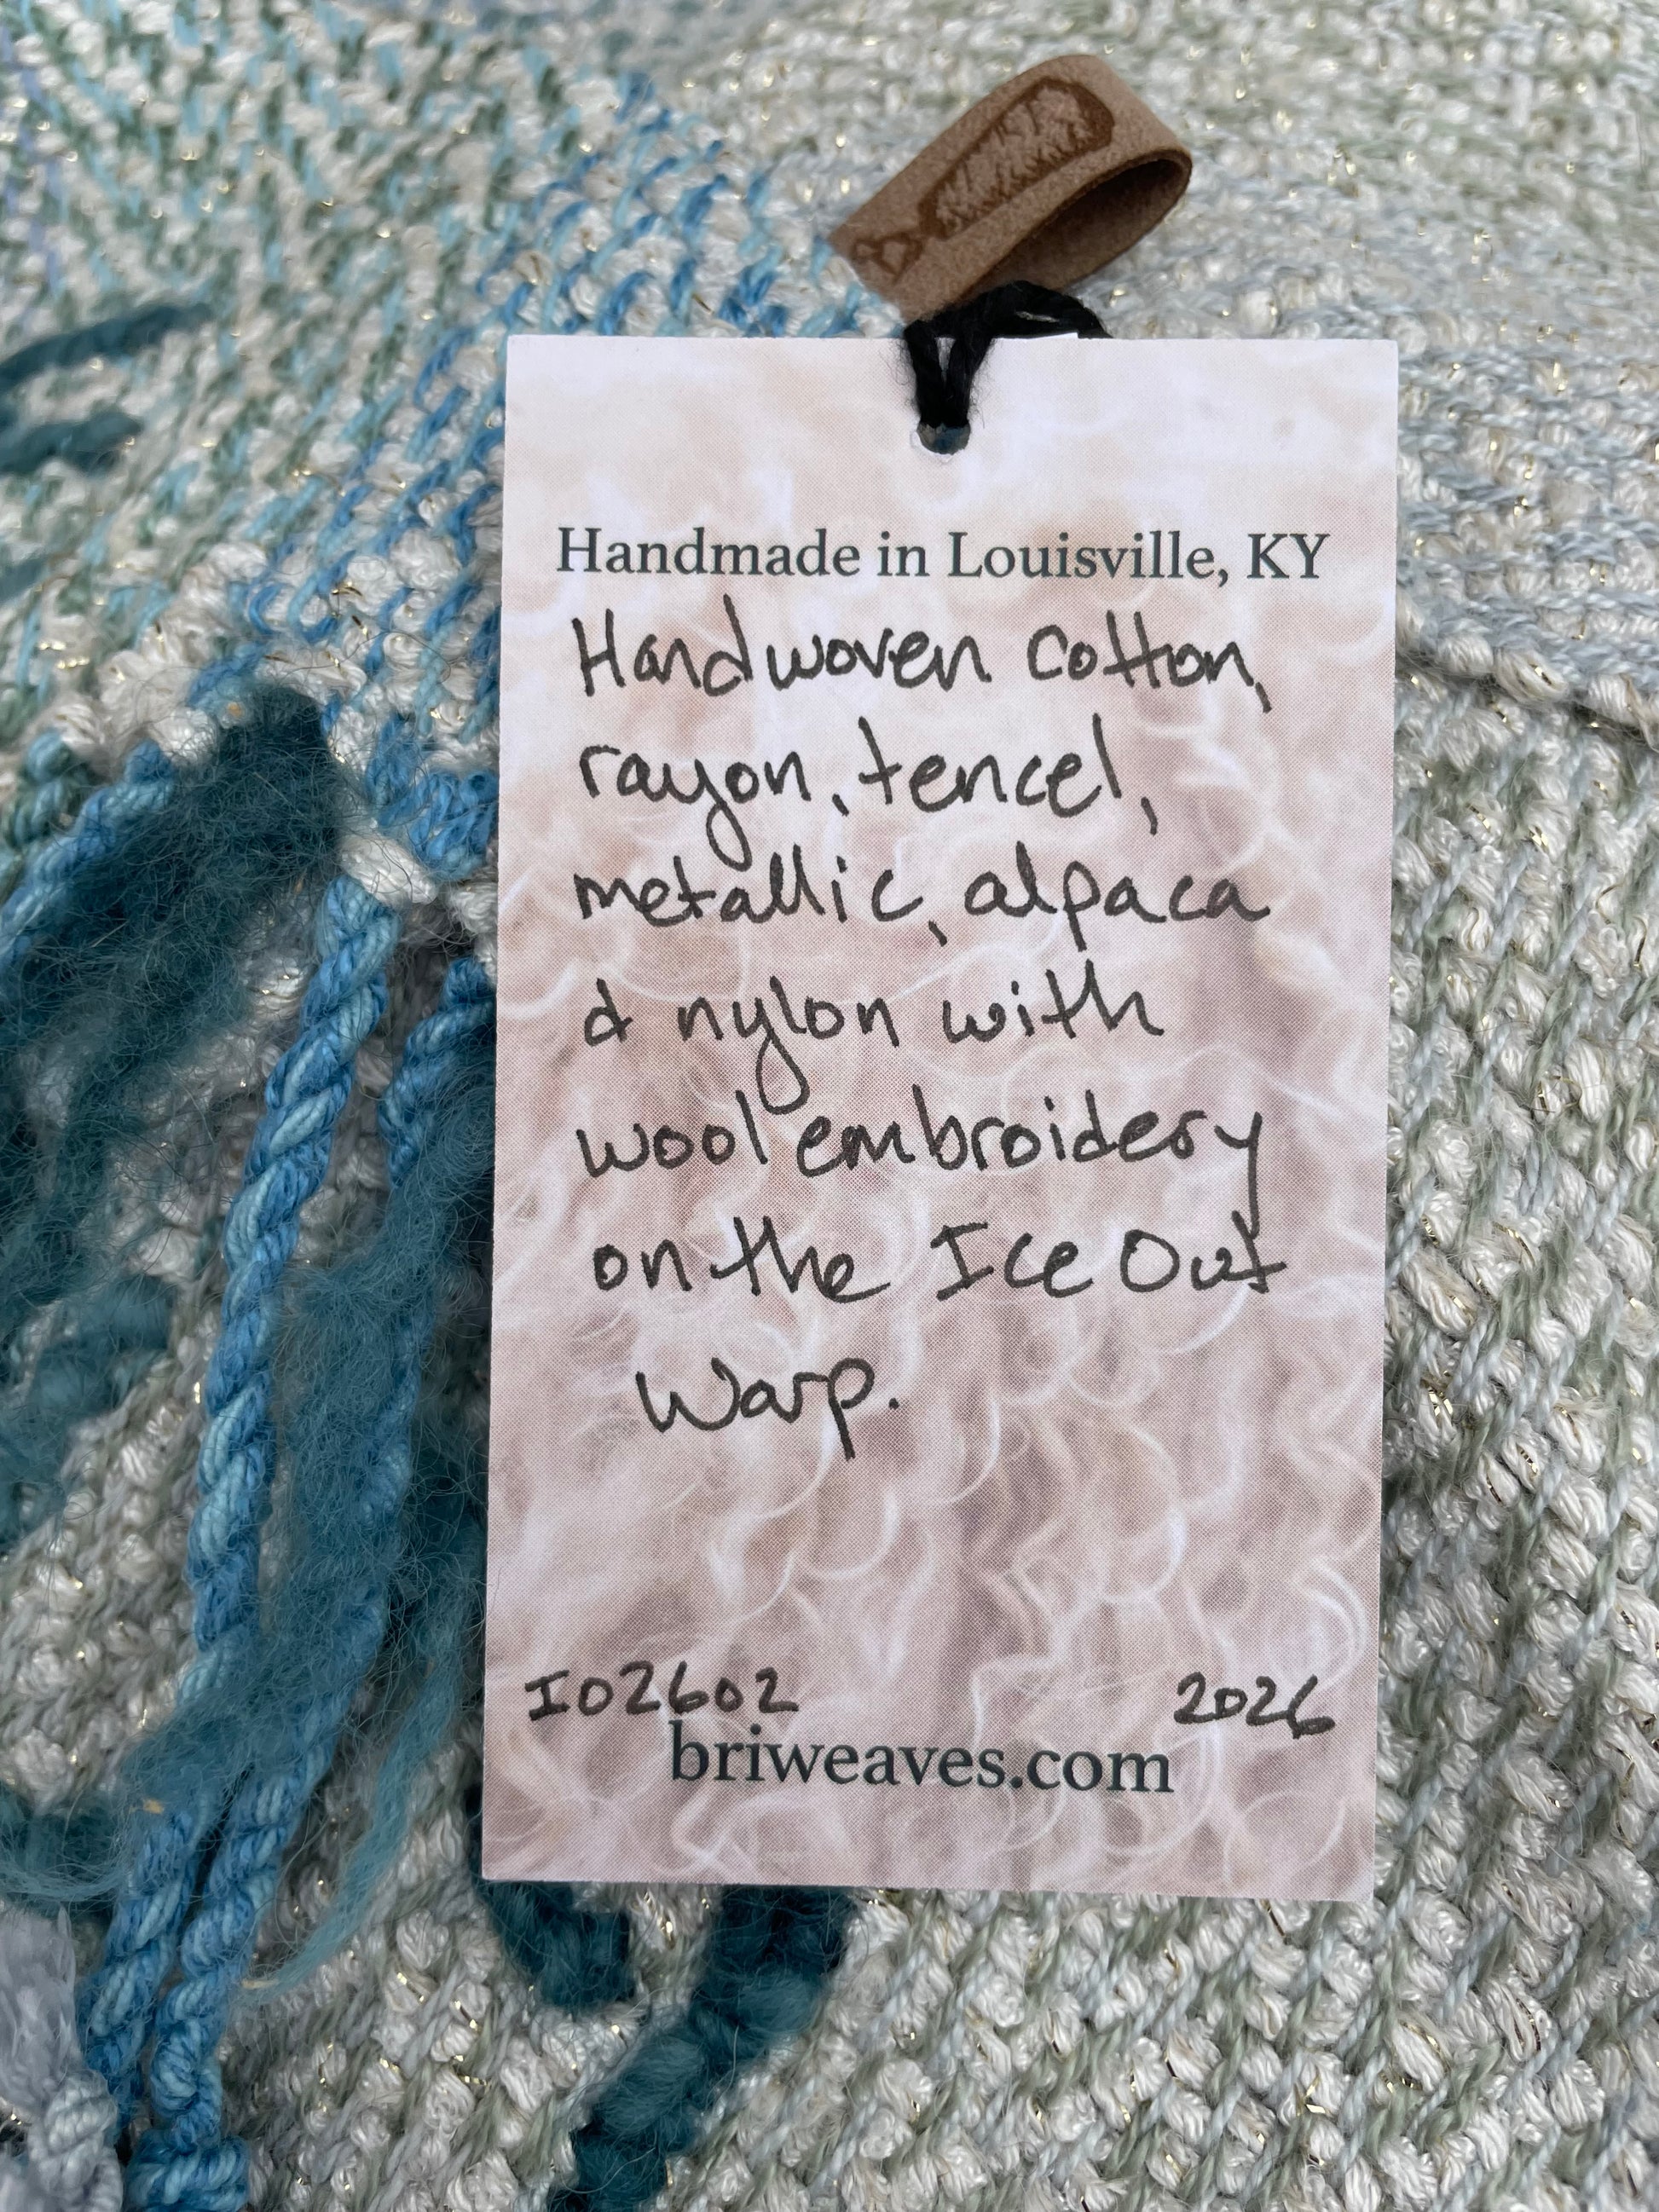 Handmade in Louisville, KY
Handwoven cotton,
rayon, tencel,
metallic, alpaca
& nylon with
wool embroidery
on the Ice Out
Warp.
IO2602 2026
briweaves.com